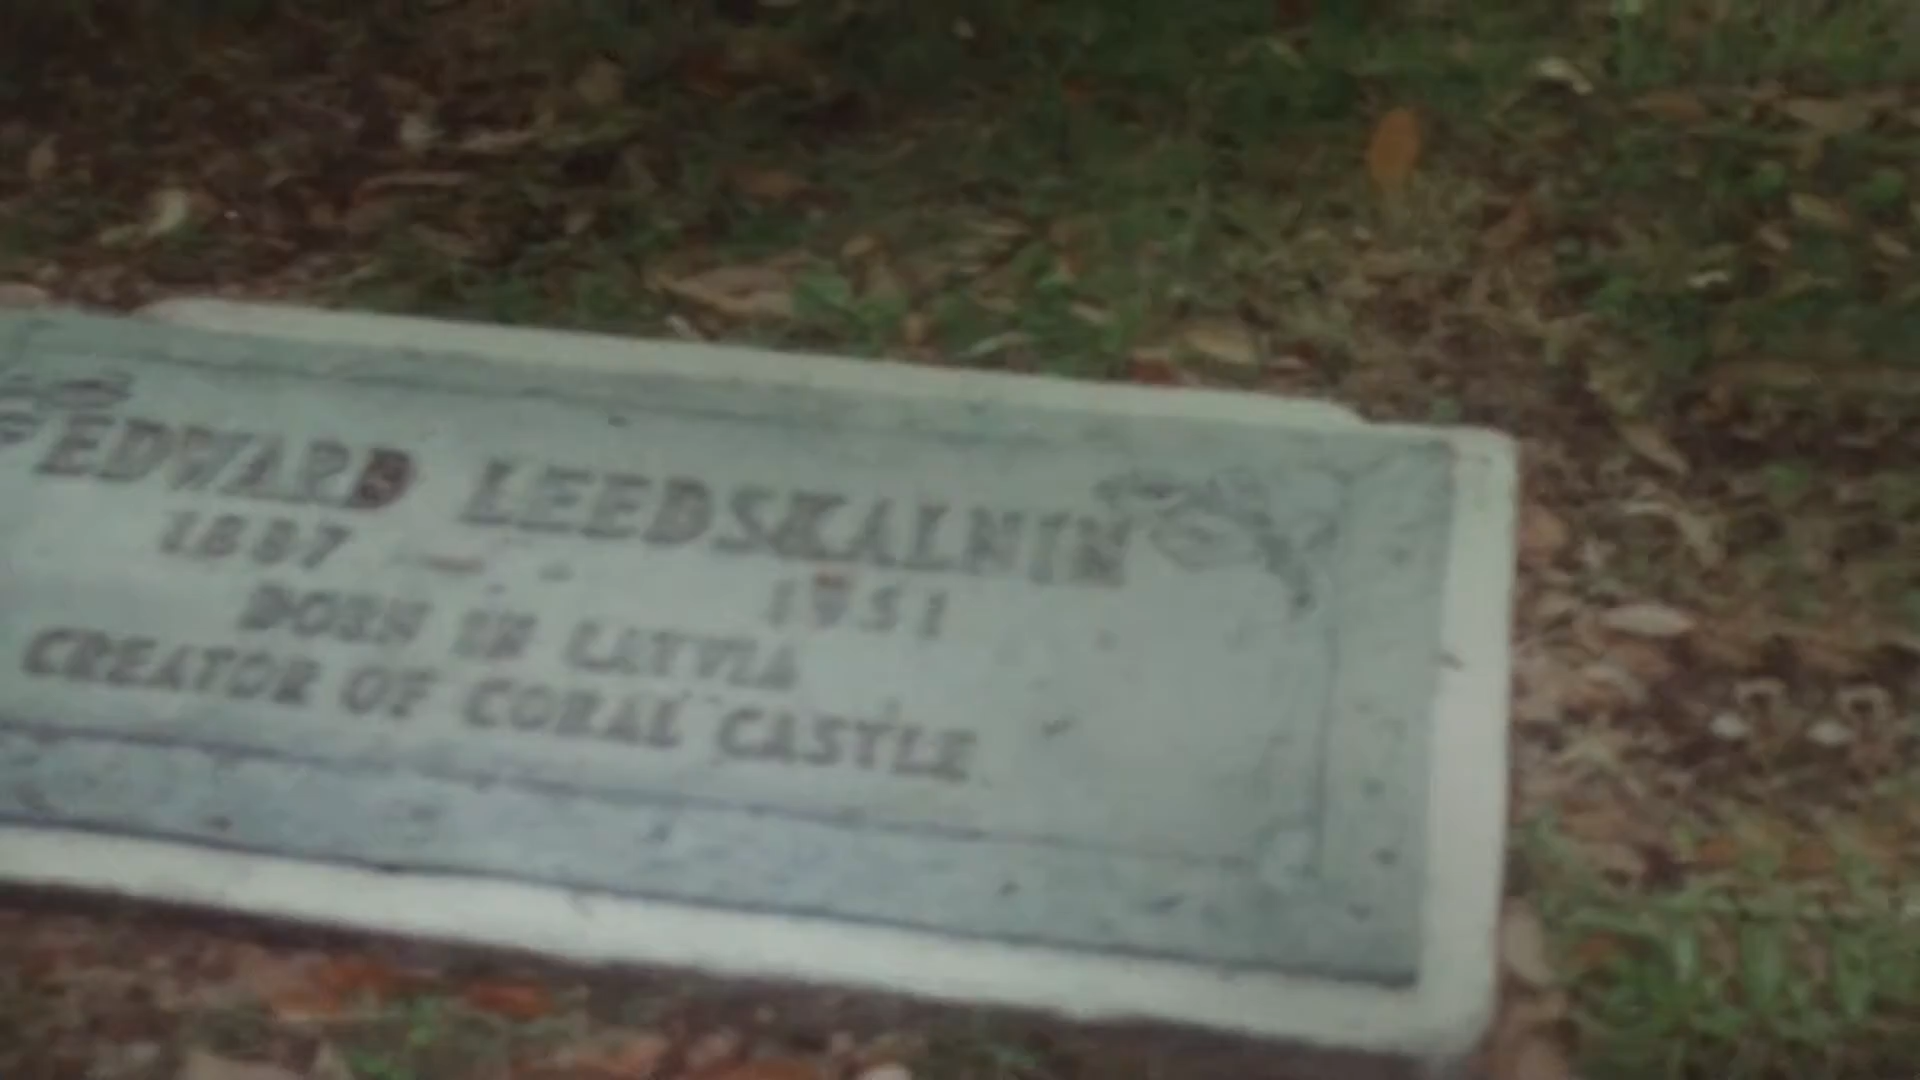 EDWARD LEEDSKALNIN
1887 — 1951
BORN IN LATVIA
CREATOR OF CORAL CASTLE